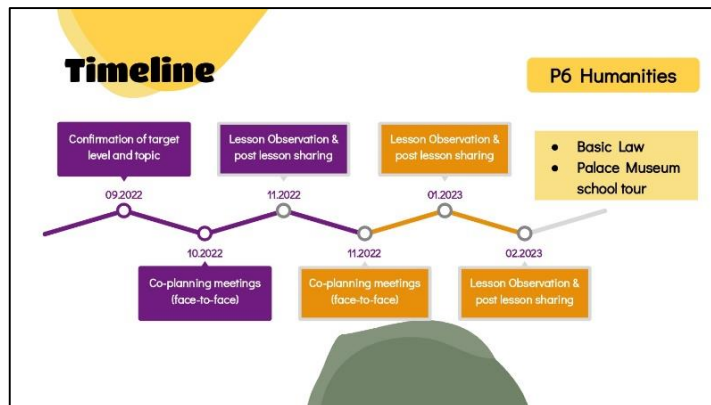 Timeline
P6 Humanities
Confirmation of target
level and topic
Lesson Observation &
post lesson sharing
Lesson Observation &
post lesson sharing
• Basic Law
• Palace Museum
school tour
09.2022
11.2022
01.2023
10.2022
11.2022
02.2023
Co-planning meetings
(face-to-face)
Co-planning meetings
(face-to-face)
Lesson Observation &
post lesson sharing